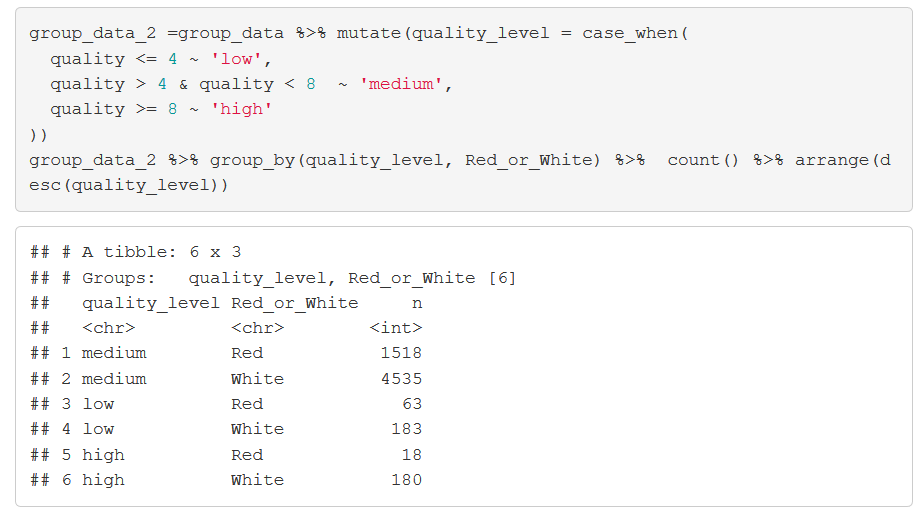 group_data_2 =group_data %>% mutate(quality_level = case_when(
  quality <= 4 ~ 'low',
  quality > 4 & quality < 8  ~ 'medium',
  quality >= 8 ~ 'high'
))
group_data_2 %>% group_by(quality_level, Red_or_White) %>%  count() %>% arrange(d
esc(quality_level))
## # A tibble: 6 x 3
## # Groups:   quality_level, Red_or_White [6]
##   quality_level Red_or_White     n
##   <chr>         <chr>        <int>
## 1 medium        Red           1518
## 2 medium        White         4535
## 3 low           Red             63
## 4 low           White          183
## 5 high          Red             18
## 6 high          White          180